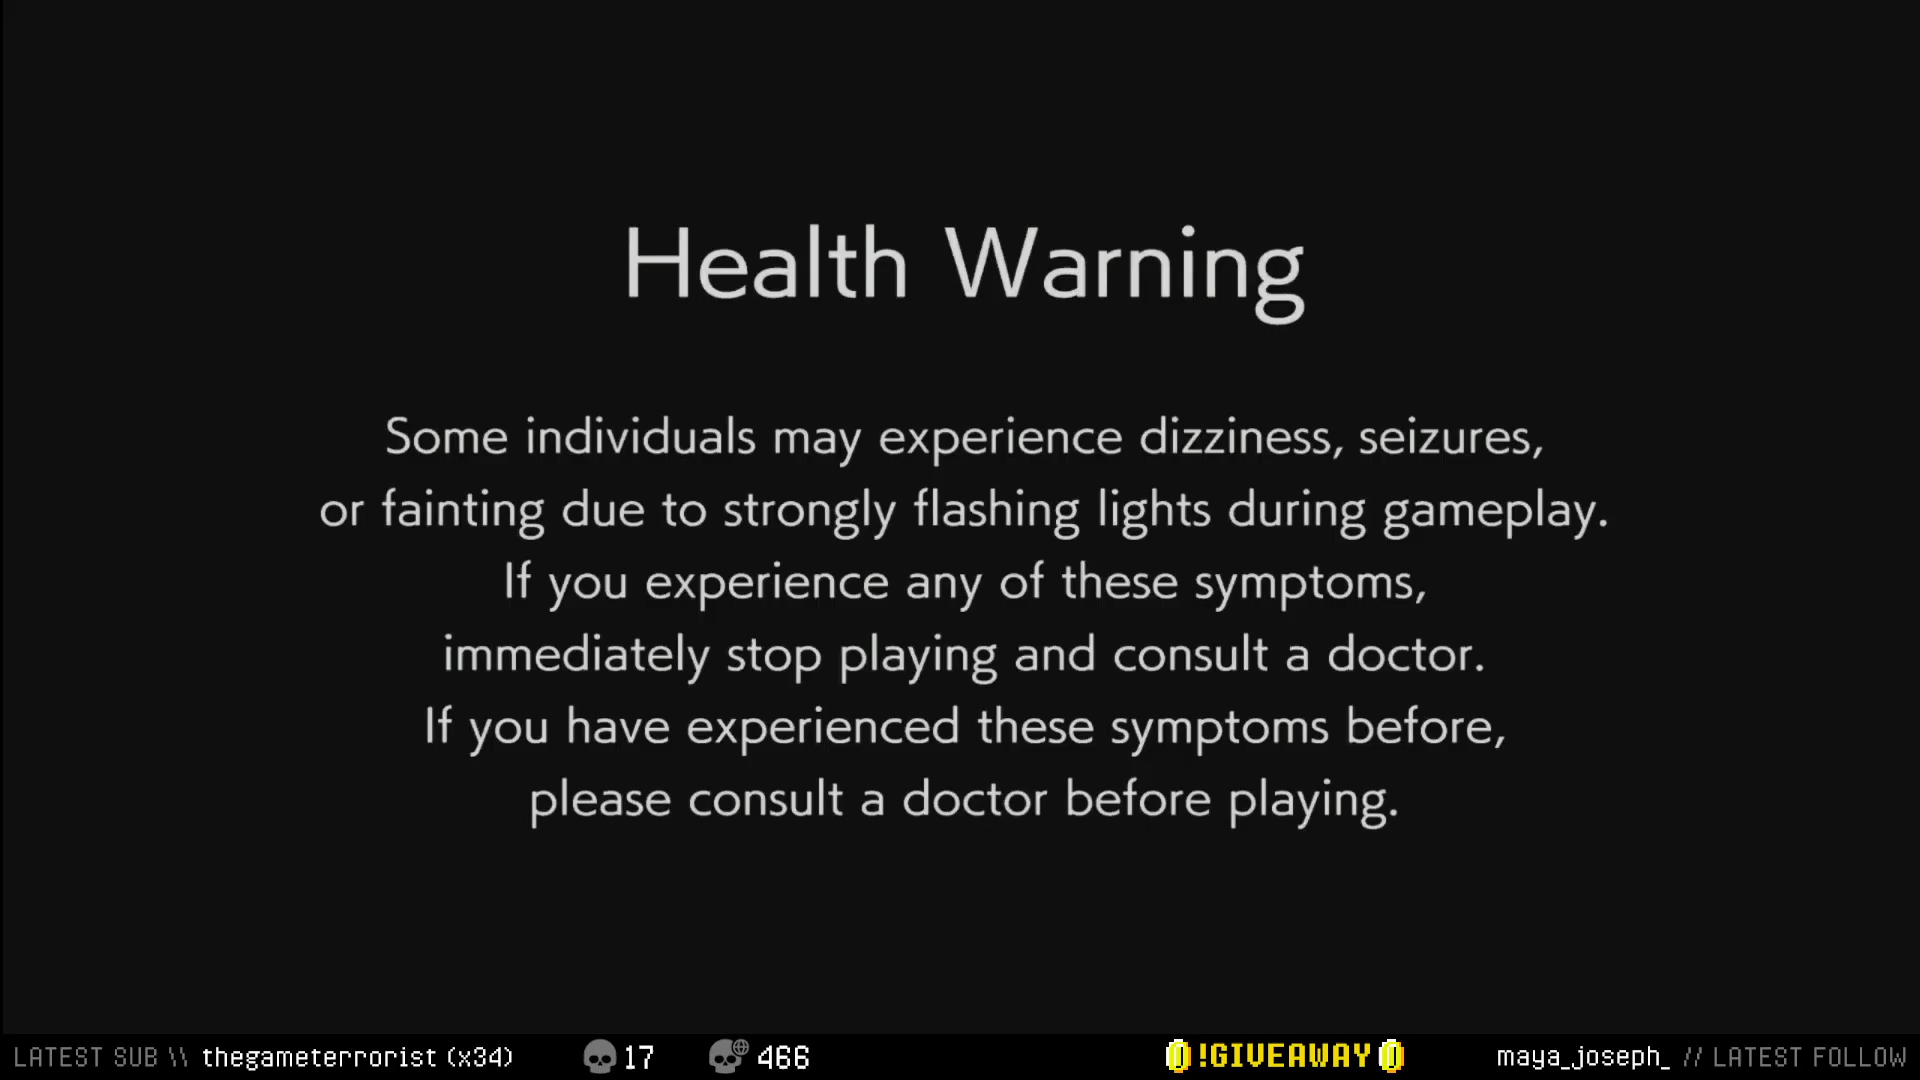 Health Warning
Some individuals may experience dizziness, seizures,
or fainting due to strongly flashing lights during gameplay.
If you experience any of these symptoms,
immediately stop playing and consult a doctor.
If you have experienced these symptoms before,
please consult a doctor before playing.
LATEST SUB \\ thegameterrorist (x34) 17 466 !GIVEAWAY maya_joseph_ // LATEST FOLLOW